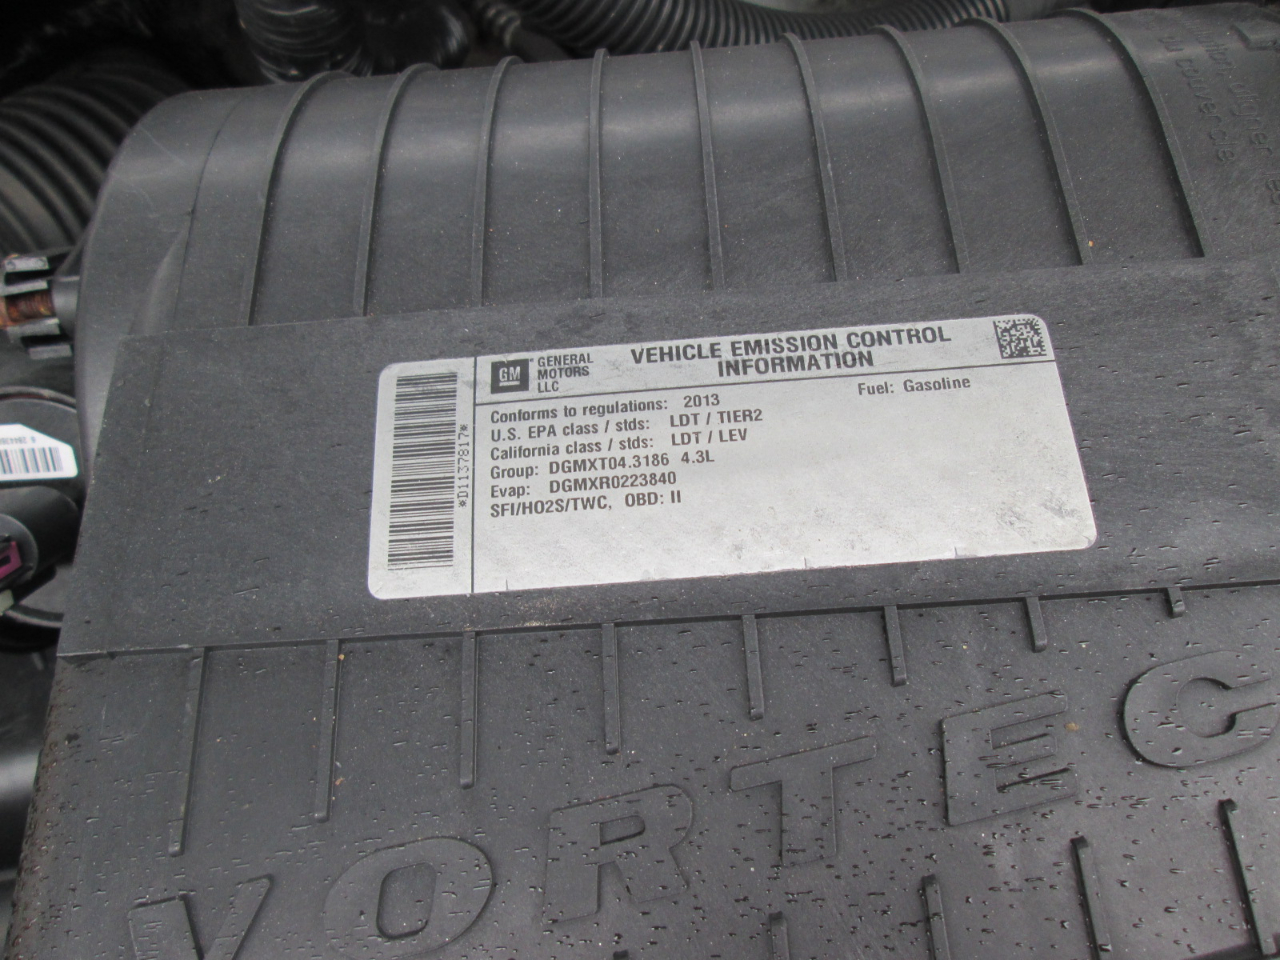 GM GENERAL MOTORS LLC
VEHICLE EMISSION CONTROL
INFORMATION
Fuel: Gasoline
Conforms to regulations: 2013
U.S. EPA class / stds: LDT / TIER2
California class / stds: LDT / LEV
Group: DGMXT04.3186 4.3L
Evap: DGMXR0223840
SFI/HO2S/TWC, OBD: II
*D1137817*
VORTEC